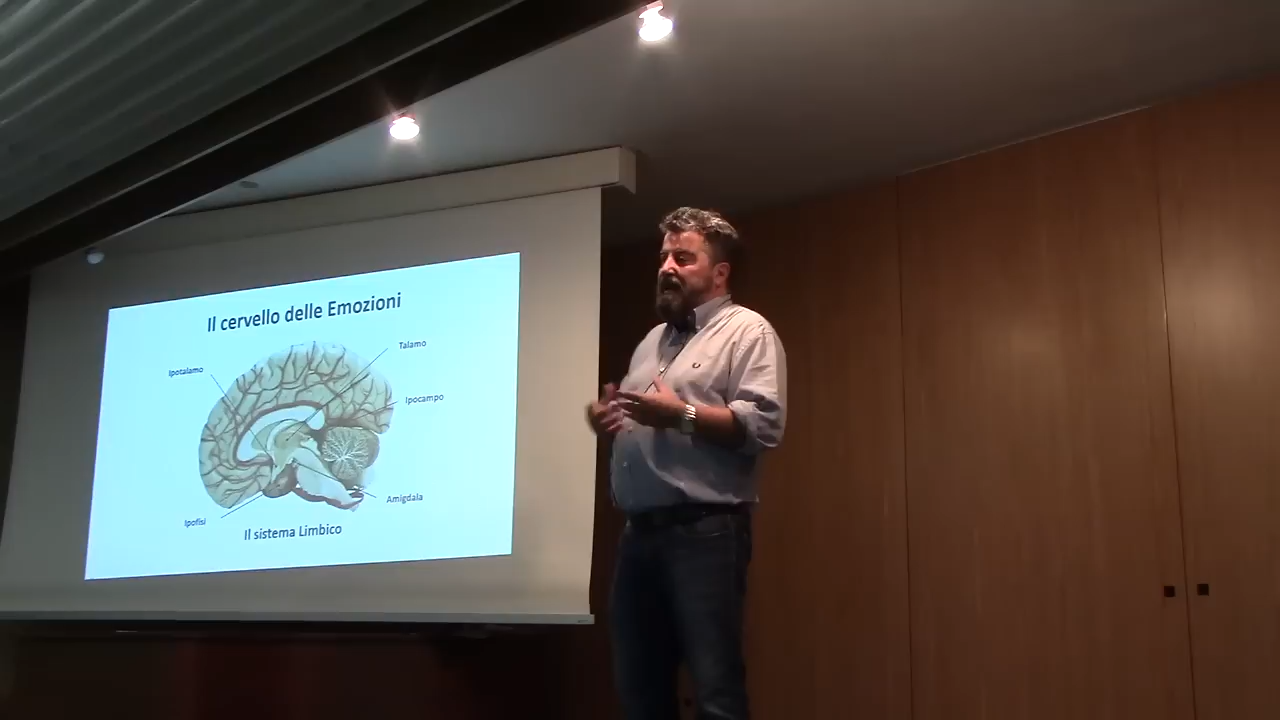 Il cervello delle Emozioni
Talamo
Ipotalamo
Ipocampo
Amigdala
Ipofisi
Il sistema Limbico